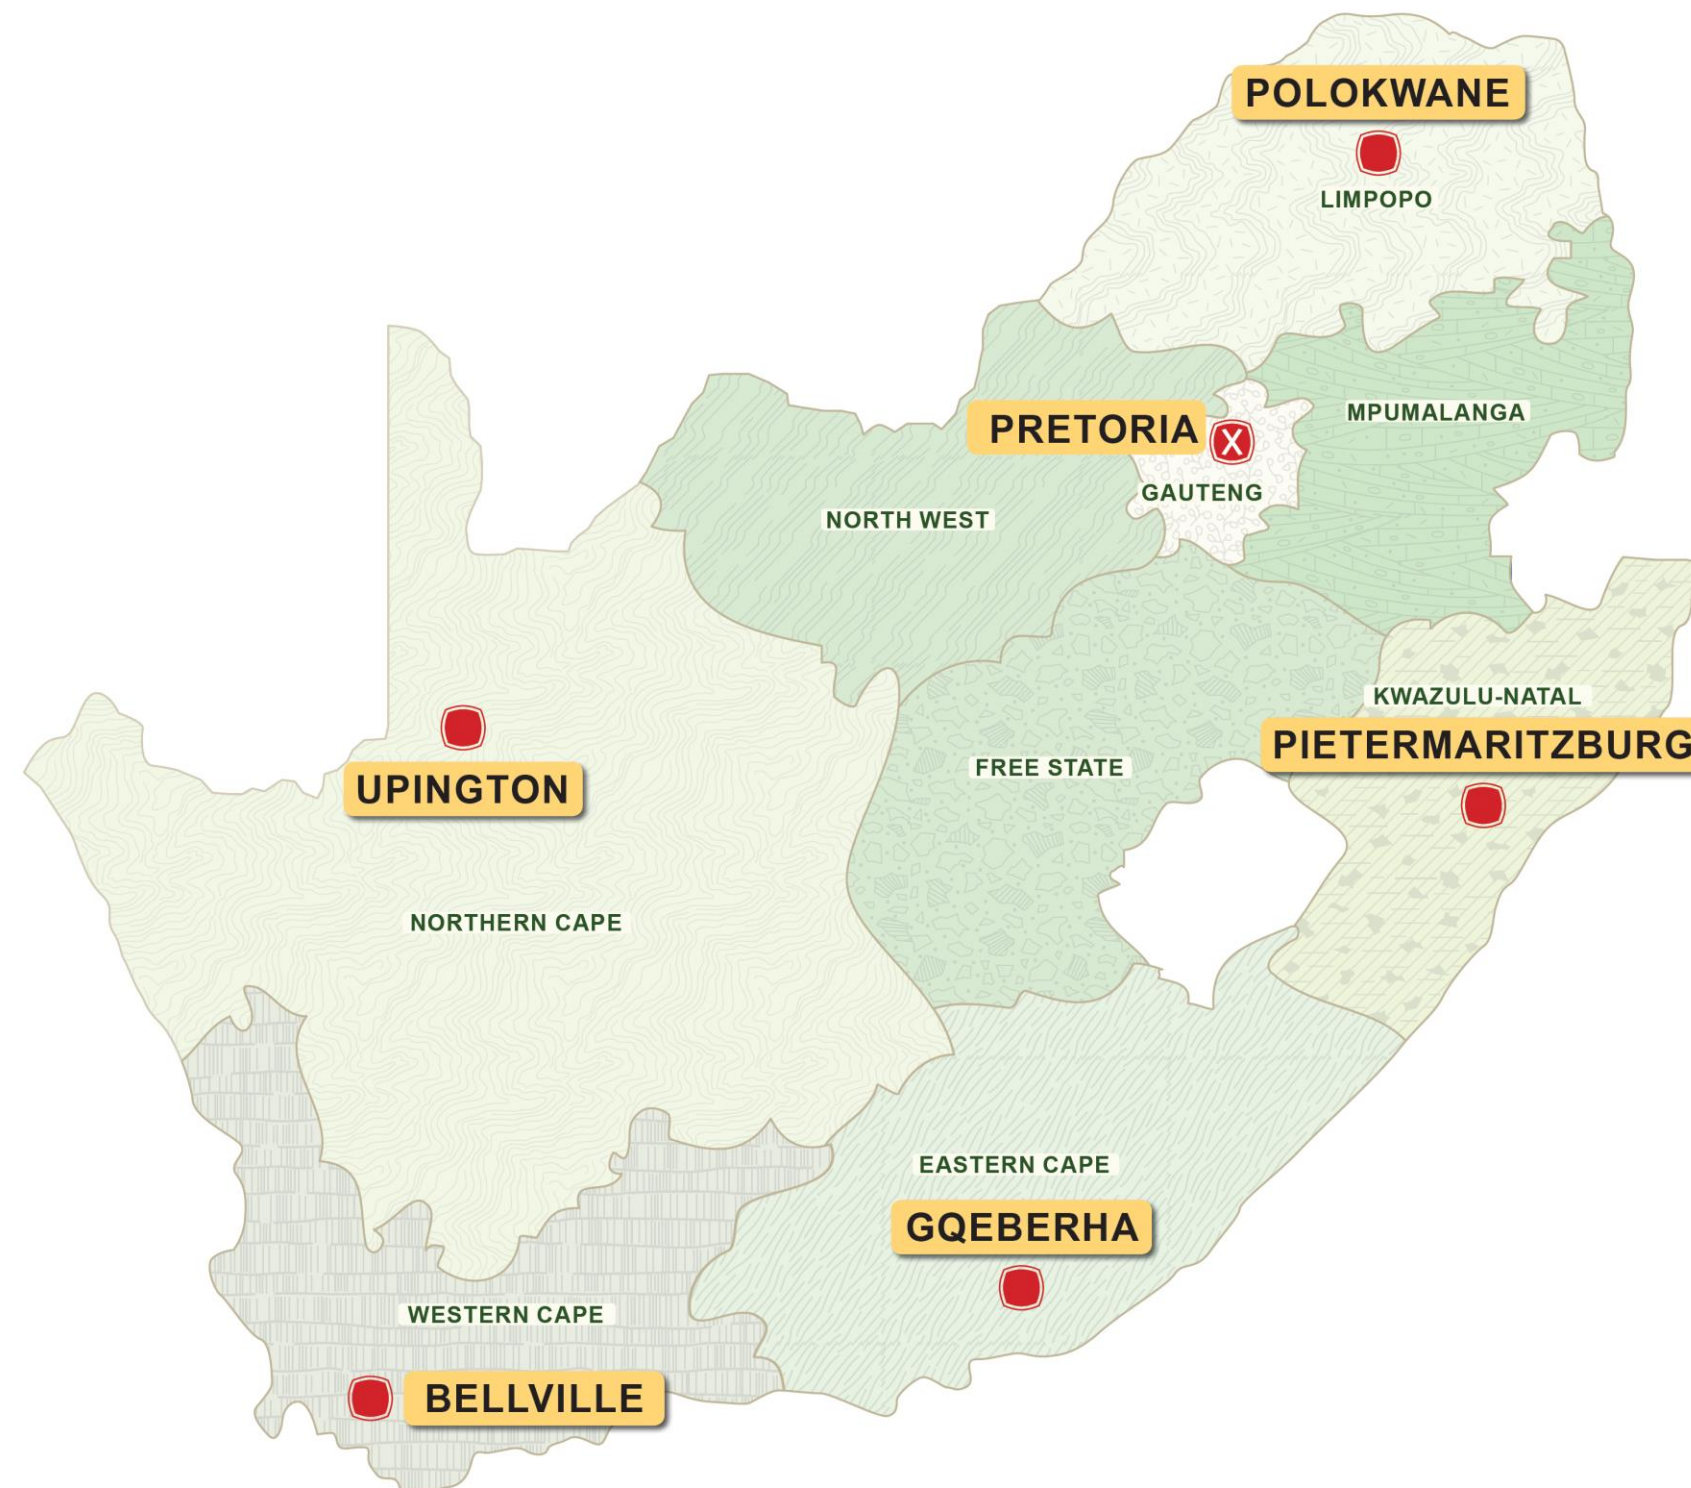 POLOKWANE
LIMPOPO
MPUMALANGA
PRETORIA
X
GAUTENG
NORTH WEST
KWAZULU-NATAL
PIETERMARITZBURG
UPINGTON
FREE STATE
NORTHERN CAPE
EASTERN CAPE
GQEBERHA
WESTERN CAPE
BELLVILLE